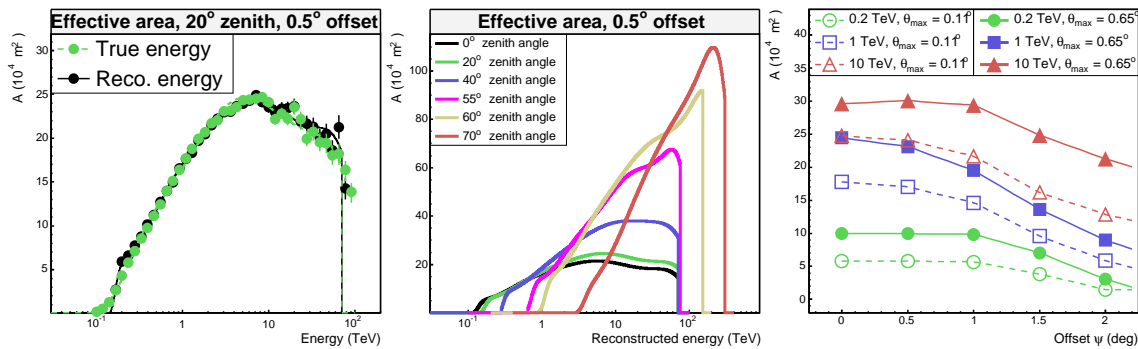 Effective area, 20° zenith, 0.5° offset
A (10⁴ m²)
30
25
20
15
10
5
True energy
Reco. energy
10⁻¹
1
10
10²
Energy (TeV)
Effective area, 0.5° offset
A (10⁴ m²)
100
80
60
40
20
0° zenith angle
20° zenith angle
40° zenith angle
55° zenith angle
60° zenith angle
70° zenith angle
10⁻¹
1
10
10²
Reconstructed energy (TeV)
A (10⁴ m²)
40
35
30
25
20
15
10
5
0
0.2 TeV, θmax = 0.11° 0.2 TeV, θmax = 0.65°
1 TeV, θmax = 0.11° 1 TeV, θmax = 0.65°
10 TeV, θmax = 0.11° 10 TeV, θmax = 0.65°
0
0.5
1
1.5
2
Offset ψ (deg)